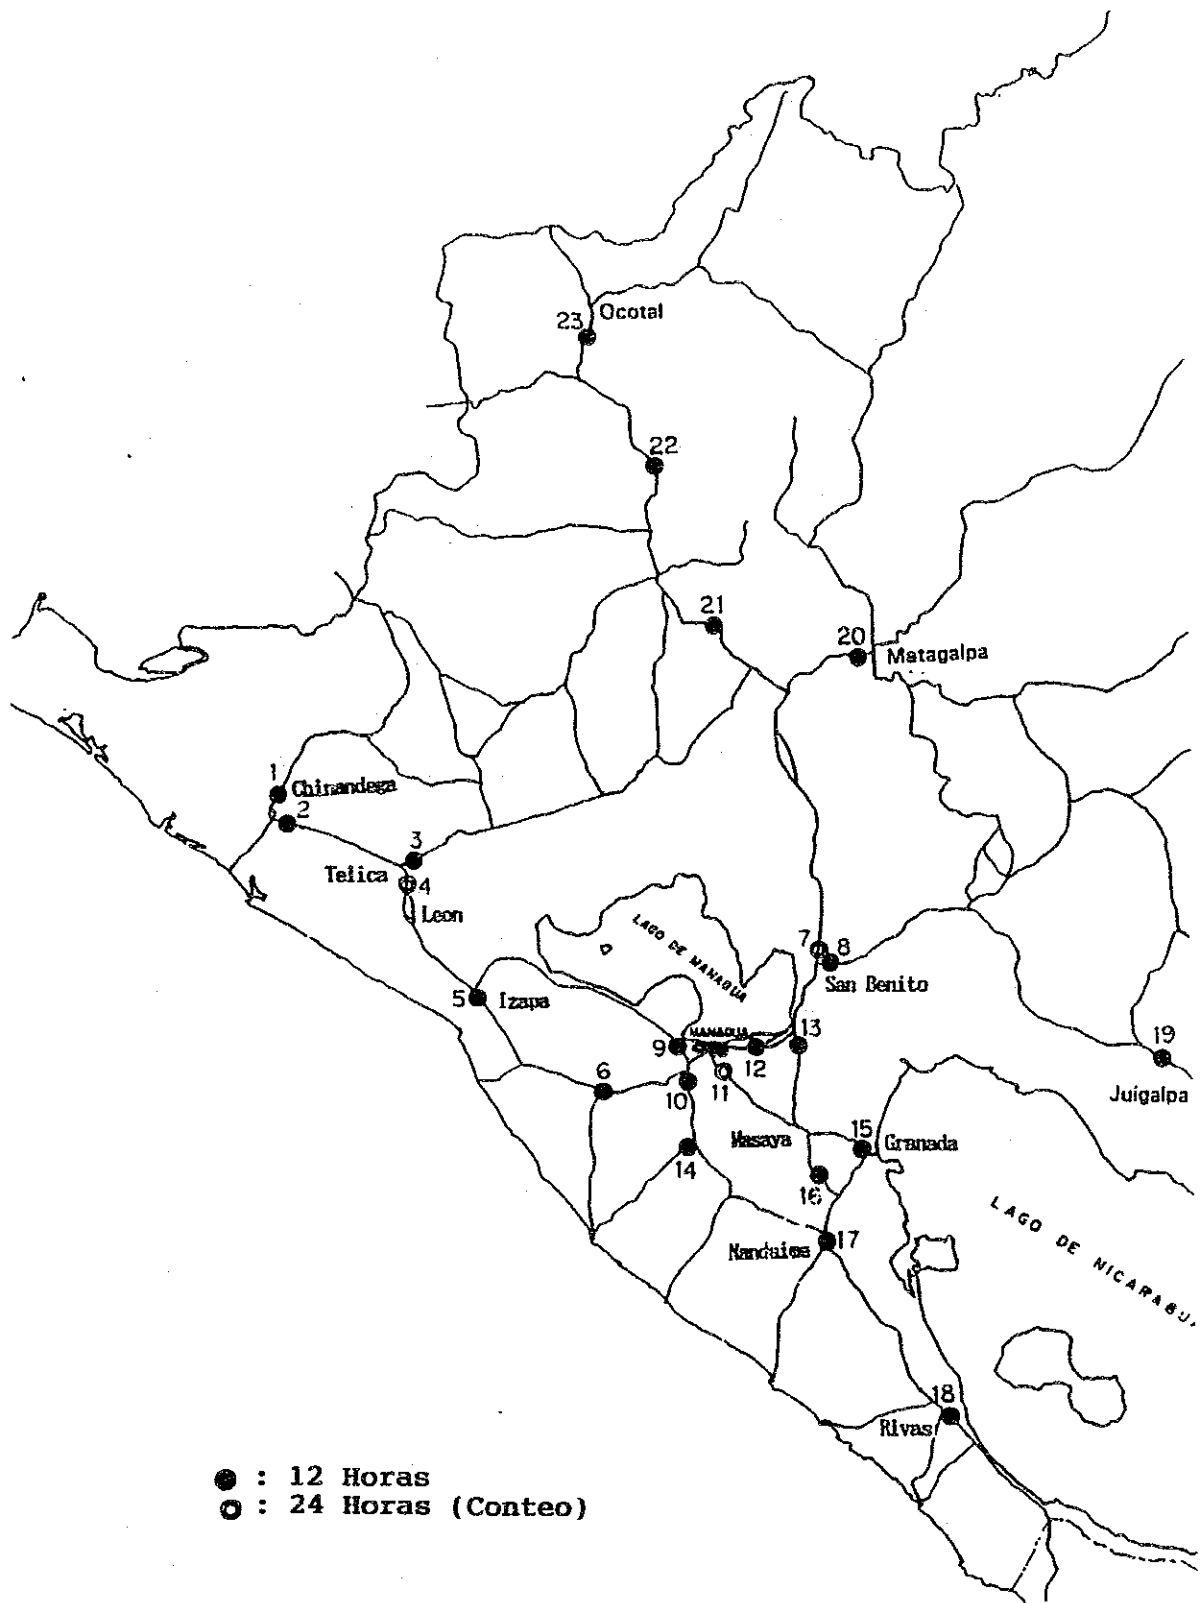 Ocotal
23
22
21
20
Matagalpa
1
Chinandega
2
3
Telica
4
Leon
LAGO DE MANAGUA
7
8
San Benito
5
Izapa
MANAGUA
13
9
12
19
6
10
11
Juigalpa
Masaya
15
Granada
14
16
LAGO DE NICARAGU
Nandaime
17
18
Rivas
: 12 Horas
: 24 Horas (Conteo)